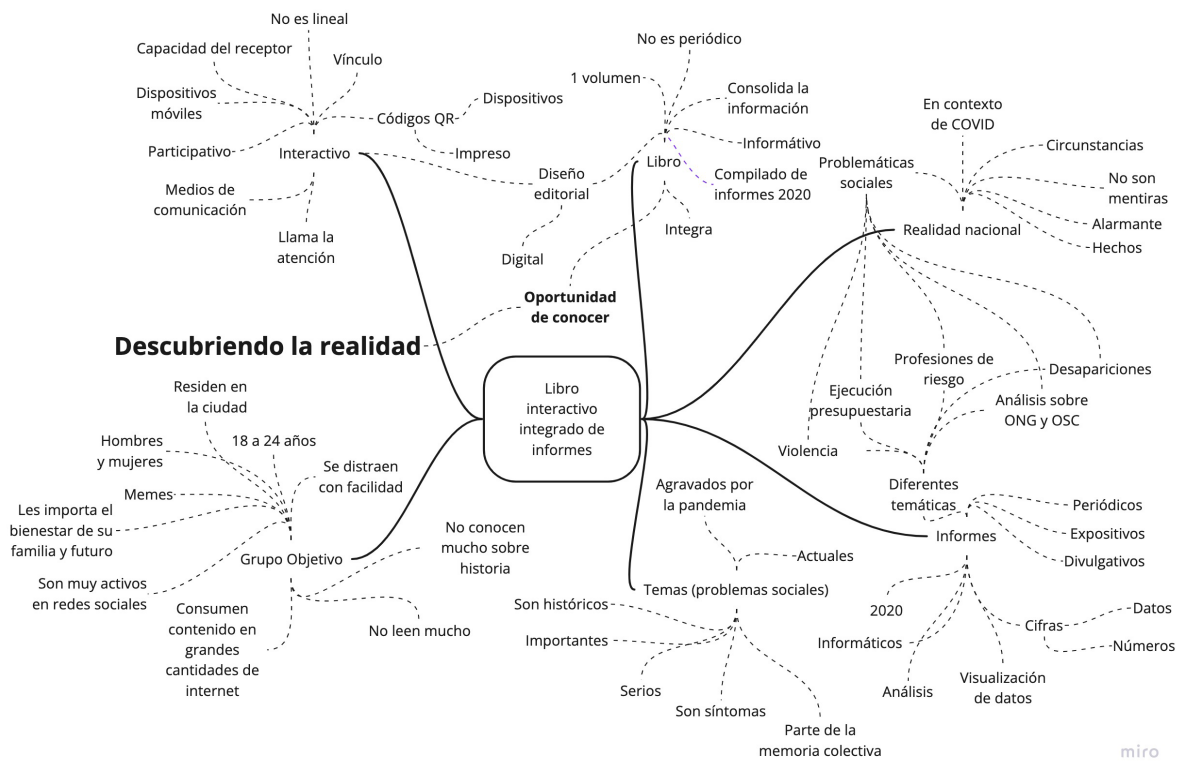 No es lineal
Capacidad del receptor
Vínculo
Dispositivos
móviles
Códigos QR
Dispositivos
Impreso
Participativo
Interactivo
Medios de
comunicación
Llama la
atención
Diseño
editorial
Digital
No es periódico
1 volumen
Consolida la
información
Informátivo
Libro
Compilado de
informes 2020
Integra
Oportunidad
de conocer
Descubriendo la realidad
En contexto
de COVID
Problemáticas
sociales
Circunstancias
No son
mentiras
Alarmante
Hechos
Realidad nacional
Profesiones de
riesgo
Desapariciones
Ejecución
presupuestaria
Análisis sobre
ONG y OSC
Violencia
Libro
interactivo
integrado de
informes
Residen en
la ciudad
Hombres
y mujeres
18 a 24 años
Se distraen
con facilidad
Memes
Les importa el
bienestar de su
familia y futuro
Grupo Objetivo
Son muy activos
en redes sociales
Consumen
contenido en
grandes
cantidades de
internet
No conocen
mucho sobre
historia
No leen mucho
Agravados por
la pandemia
Actuales
Temas (problemas sociales)
Son históricos
Importantes
Serios
Son síntomas
Parte de la
memoria colectiva
Diferentes
temáticas
Periódicos
Expositivos
Divulgativos
Informes
2020
Informáticos
Análisis
Visualización
de datos
Cifras
Datos
Números
miro